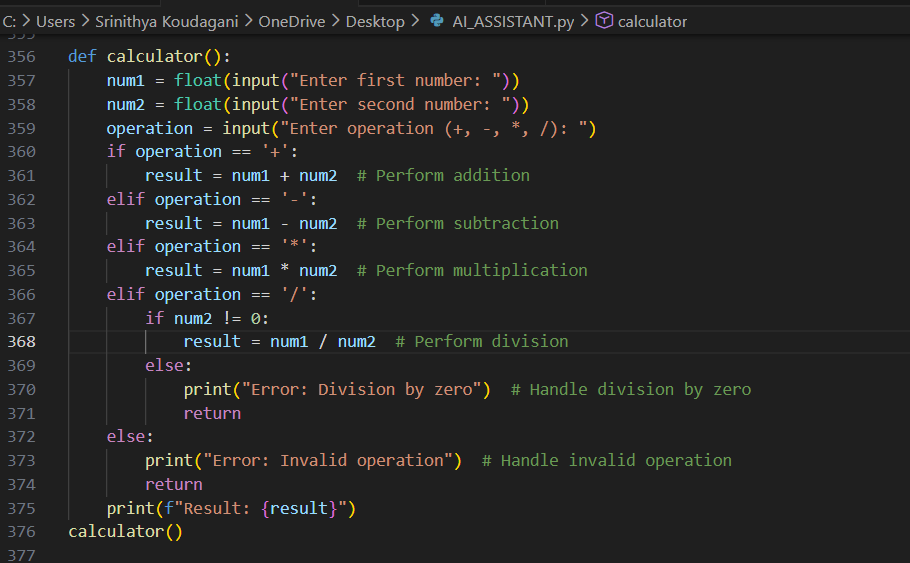 C: > Users > Srinithya Koudagani > OneDrive > Desktop > AI_ASSISTANT.py > calculator
355
356 def calculator():
357     num1 = float(input("Enter first number: "))
358     num2 = float(input("Enter second number: "))
359     operation = input("Enter operation (+, -, *, /): ")
360     if operation == '+':
361         result = num1 + num2  # Perform addition
362     elif operation == '-':
363         result = num1 - num2  # Perform subtraction
364     elif operation == '*':
365         result = num1 * num2  # Perform multiplication
366     elif operation == '/':
367         if num2 != 0:
368             result = num1 / num2  # Perform division
369         else:
370             print("Error: Division by zero")  # Handle division by zero
371             return
372     else:
373         print("Error: Invalid operation")  # Handle invalid operation
374         return
375     print(f"Result: {result}")
376 calculator()
377